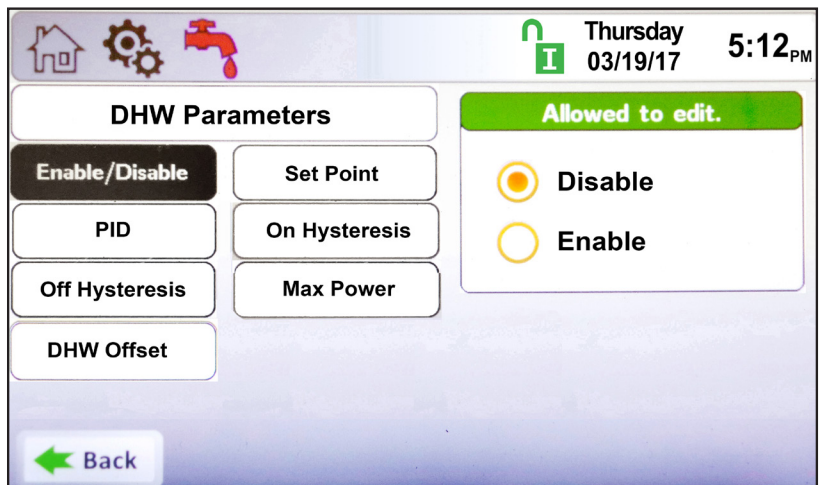 Thursday
03/19/17
5:12PM
I
DHW Parameters
Allowed to edit.
Enable/Disable
Set Point
PID
On Hysteresis
Off Hysteresis
Max Power
DHW Offset
Disable
Enable
Back